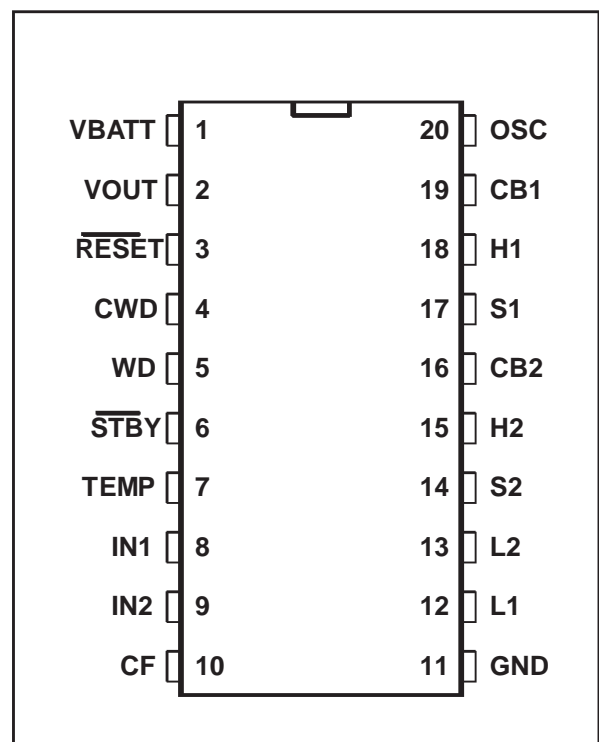 VBATT 1 20 OSC
VOUT 2 19 CB1
RESET 3 18 H1
CWD 4 17 S1
WD 5 16 CB2
STBY 6 15 H2
TEMP 7 14 S2
IN1 8 13 L2
IN2 9 12 L1
CF 10 11 GND